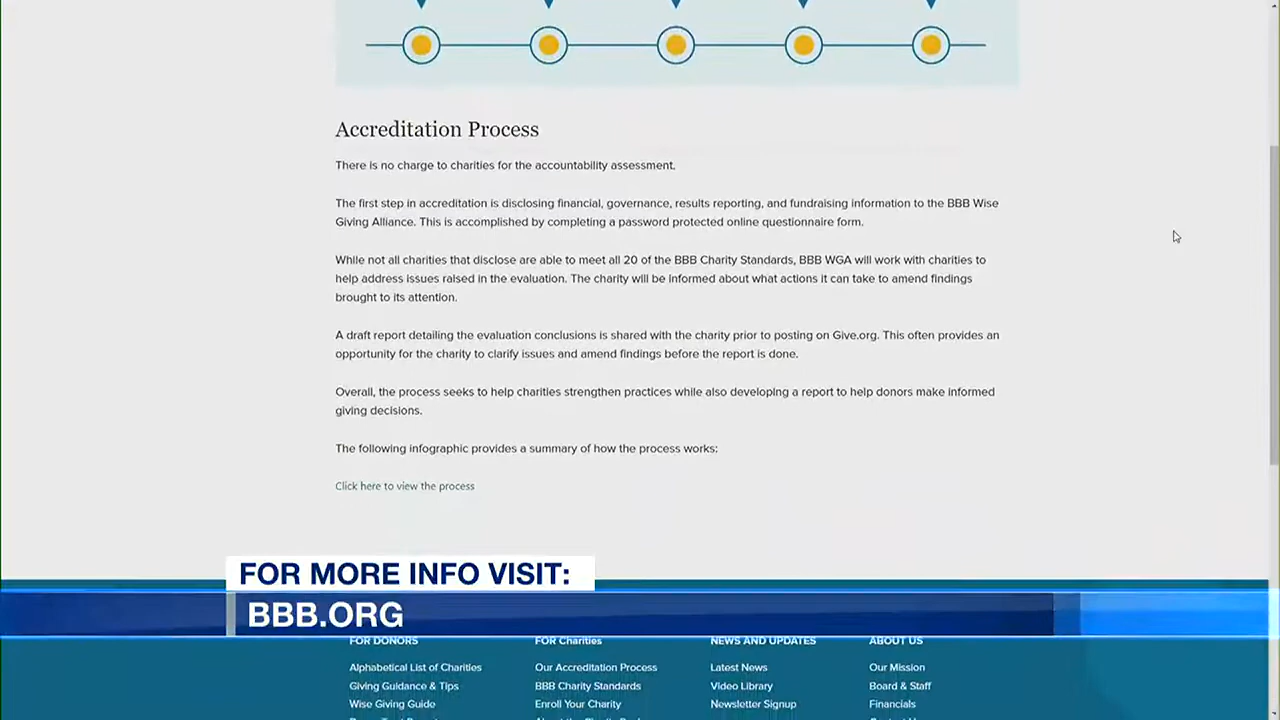 Accreditation Process
There is no charge to charities for the accountability assessment.
The first step in accreditation is disclosing financial, governance, results reporting, and fundraising information to the BBB Wise
Giving Alliance. This is accomplished by completing a password protected online questionnaire form.
While not all charities that disclose are able to meet all 20 of the BBB Charity Standards, BBB WGA will work with charities to
help address issues raised in the evaluation. The charity will be informed about what actions it can take to amend findings
brought to its attention.
A draft report detailing the evaluation conclusions is shared with the charity prior to posting on Give.org. This often provides an
opportunity for the charity to clarify issues and amend findings before the report is done.
Overall, the process seeks to help charities strengthen practices while also developing a report to help donors make informed
giving decisions.
The following infographic provides a summary of how the process works:
Click here to view the process
FOR MORE INFO VISIT:
BBB.ORG
FOR DONORS
Alphabetical List of Charities
Giving Guidance & Tips
Wise Giving Guide
FOR Charities
Our Accreditation Process
BBB Charity Standards
Enroll Your Charity
NEWS AND UPDATES
Latest News
Video Library
Newsletter Signup
ABOUT US
Our Mission
Board & Staff
Financials